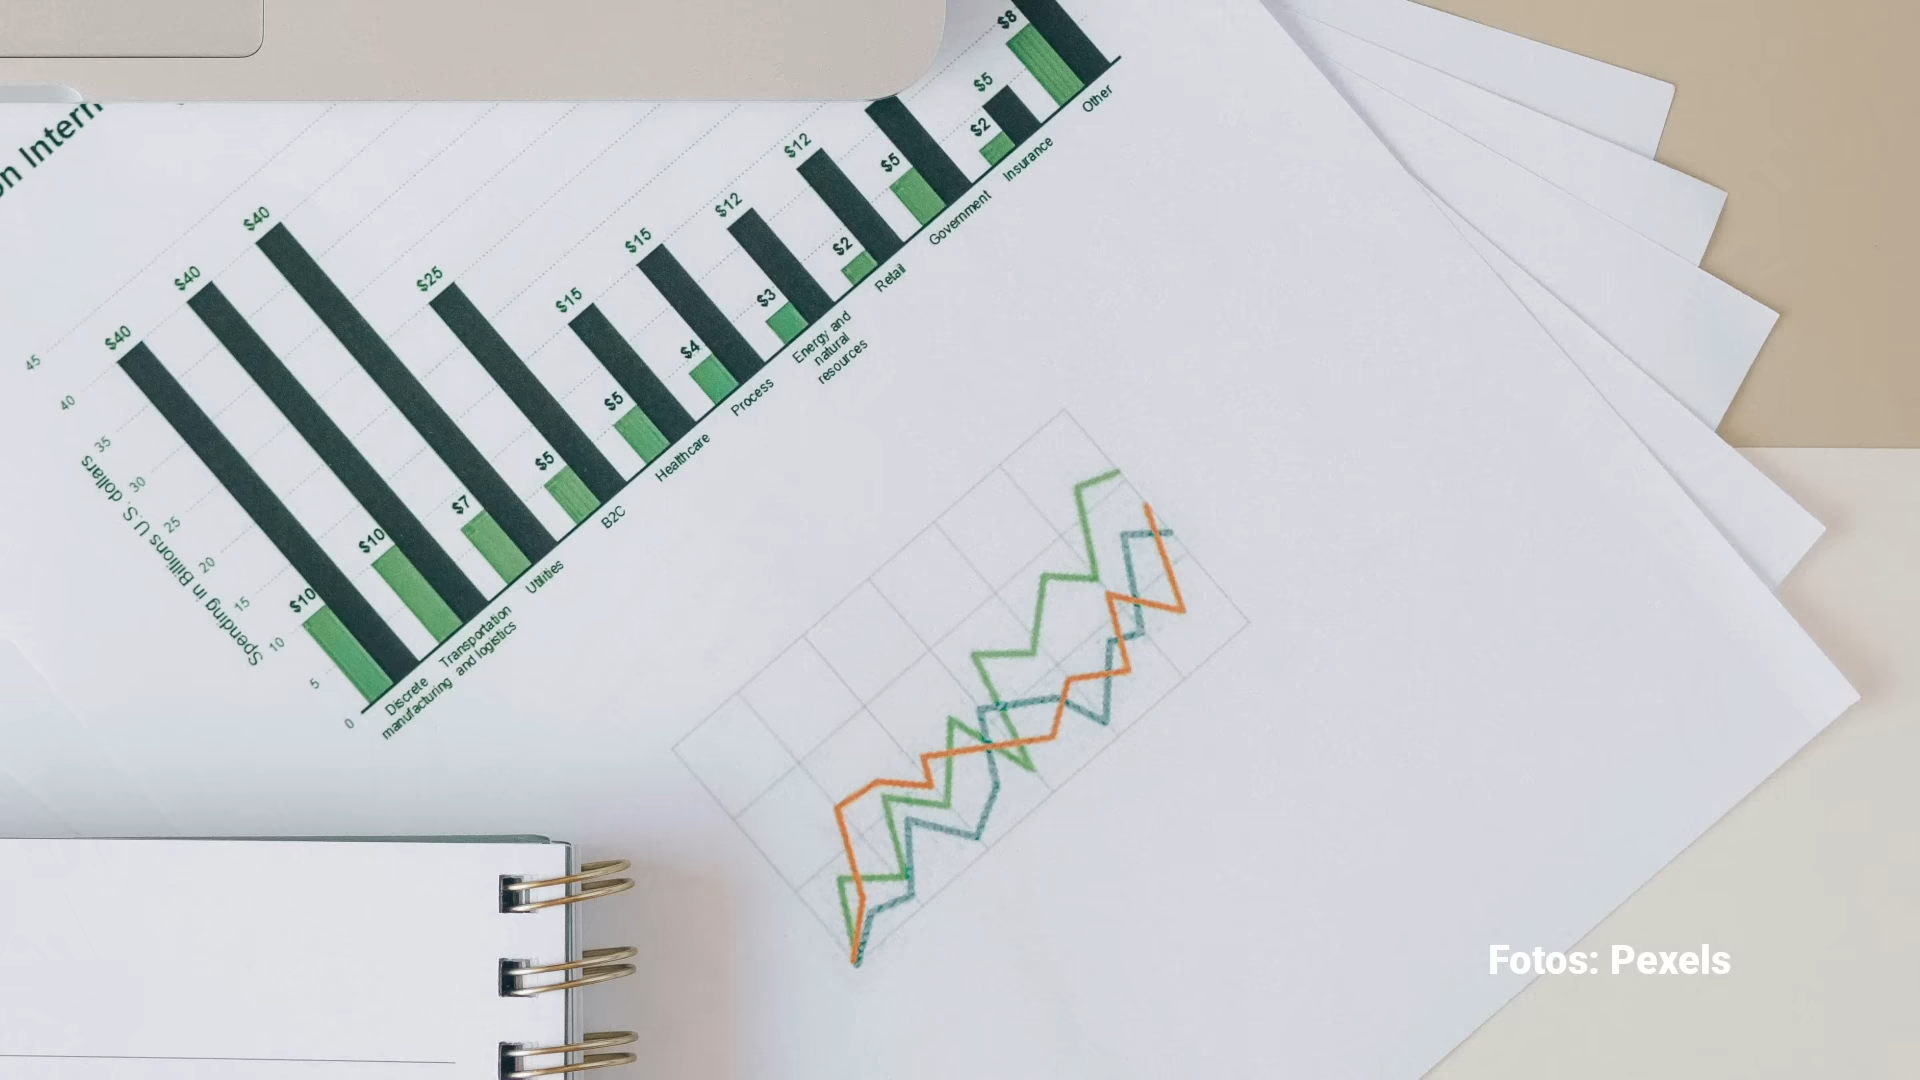 on Intern
Spending in Billions U.S. dollars
45
40
35
30
25
20
15
10
5
0
$10
$40
$10
$40
$7
$40
$5
$25
$5
$15
$4
$15
$3
$12
$2
$12
$5
$2
$5
$8
Discrete
manufacturing
Transportation
and logistics
Utilities
B2C
Healthcare
Process
Energy and
natural
resources
Retail
Government
Insurance
Other
Fotos: Pexels